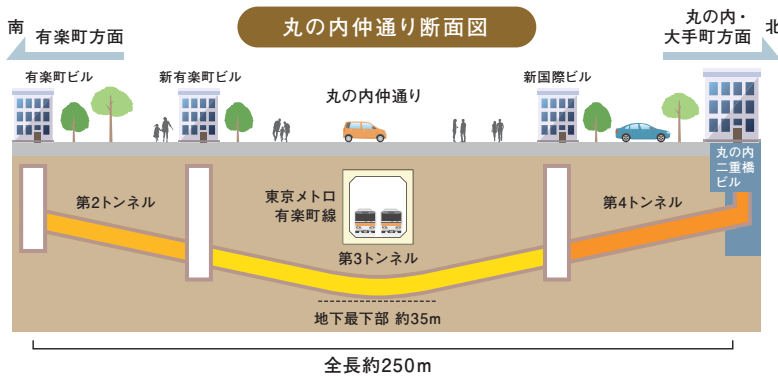 丸の内仲通り断面図
南
有楽町方面
丸の内・
大手町方面
北
有楽町ビル
新有楽町ビル
丸の内仲通り
新国際ビル
丸の内
二重橋
ビル
第2トンネル
東京メトロ
有楽町線
第4トンネル
第3トンネル
地下最下部 約35m
全長約250m